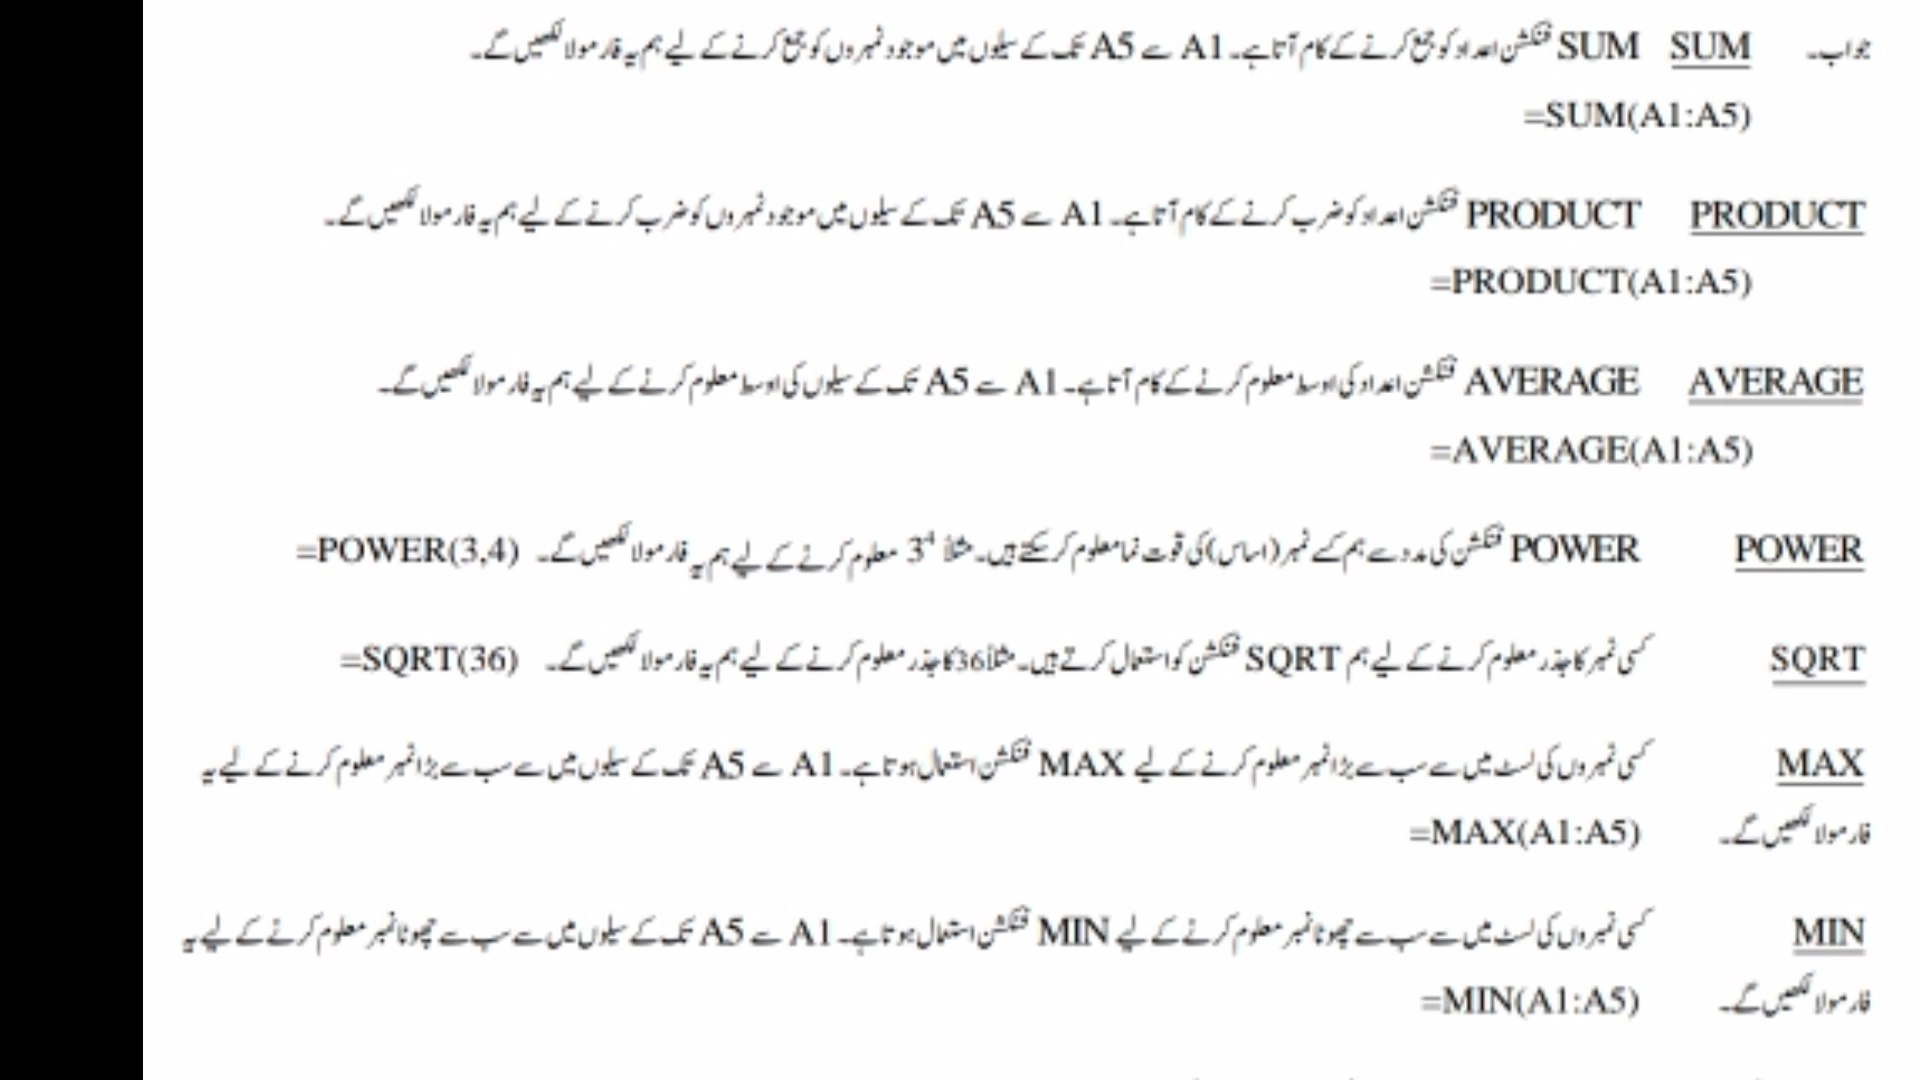 جواب۔ SUM SUM فنکشن اعداد کو جمع کرنے کے کام آتا ہے۔ A1 سے A5 تک کے سیلوں میں موجود نمبروں کو جمع کرنے کے لیے ہم یہ فارمولا لکھیں گے۔
=SUM(A1:A5)
PRODUCT PRODUCT فنکشن اعداد کو ضرب کرنے کے کام آتا ہے۔ A1 سے A5 تک کے سیلوں میں موجود نمبروں کو ضرب کرنے کے لیے ہم یہ فارمولا لکھیں گے۔
=PRODUCT(A1:A5)
AVERAGE AVERAGE فنکشن اعداد کی اوسط معلوم کرنے کے کام آتا ہے۔ A1 سے A5 تک کے سیلوں کی اوسط معلوم کرنے کے لیے ہم یہ فارمولا لکھیں گے۔
=AVERAGE(A1:A5)
POWER POWER فنکشن کی مدد سے ہم کے نمبر (اساس) کی قوت نما معلوم کر سکتے ہیں۔ مثلاً 3⁴ معلوم کرنے کے لیے ہم یہ فارمولا لکھیں گے۔ =POWER(3,4)
SQRT کسی نمبر کا جذر معلوم کرنے کے لیے ہم SQRT فنکشن کو استعمال کرتے ہیں۔ مثلاً 36 کا جذر معلوم کرنے کے لیے ہم یہ فارمولا لکھیں گے۔ =SQRT(36)
MAX کسی نمبروں کی لسٹ میں سے سب سے بڑا نمبر معلوم کرنے کے لیے MAX فنکشن استعمال ہوتا ہے۔ A1 سے A5 تک کے سیلوں میں سے سب سے بڑا نمبر معلوم کرنے کے لیے یہ
فارمولا لکھیں گے۔ =MAX(A1:A5)
MIN کسی نمبروں کی لسٹ میں سے سب سے چھوٹا نمبر معلوم کرنے کے لیے MIN فنکشن استعمال ہوتا ہے۔ A1 سے A5 تک کے سیلوں میں سے سب سے چھوٹا نمبر معلوم کرنے کے لیے یہ
فارمولا لکھیں گے۔ =MIN(A1:A5)